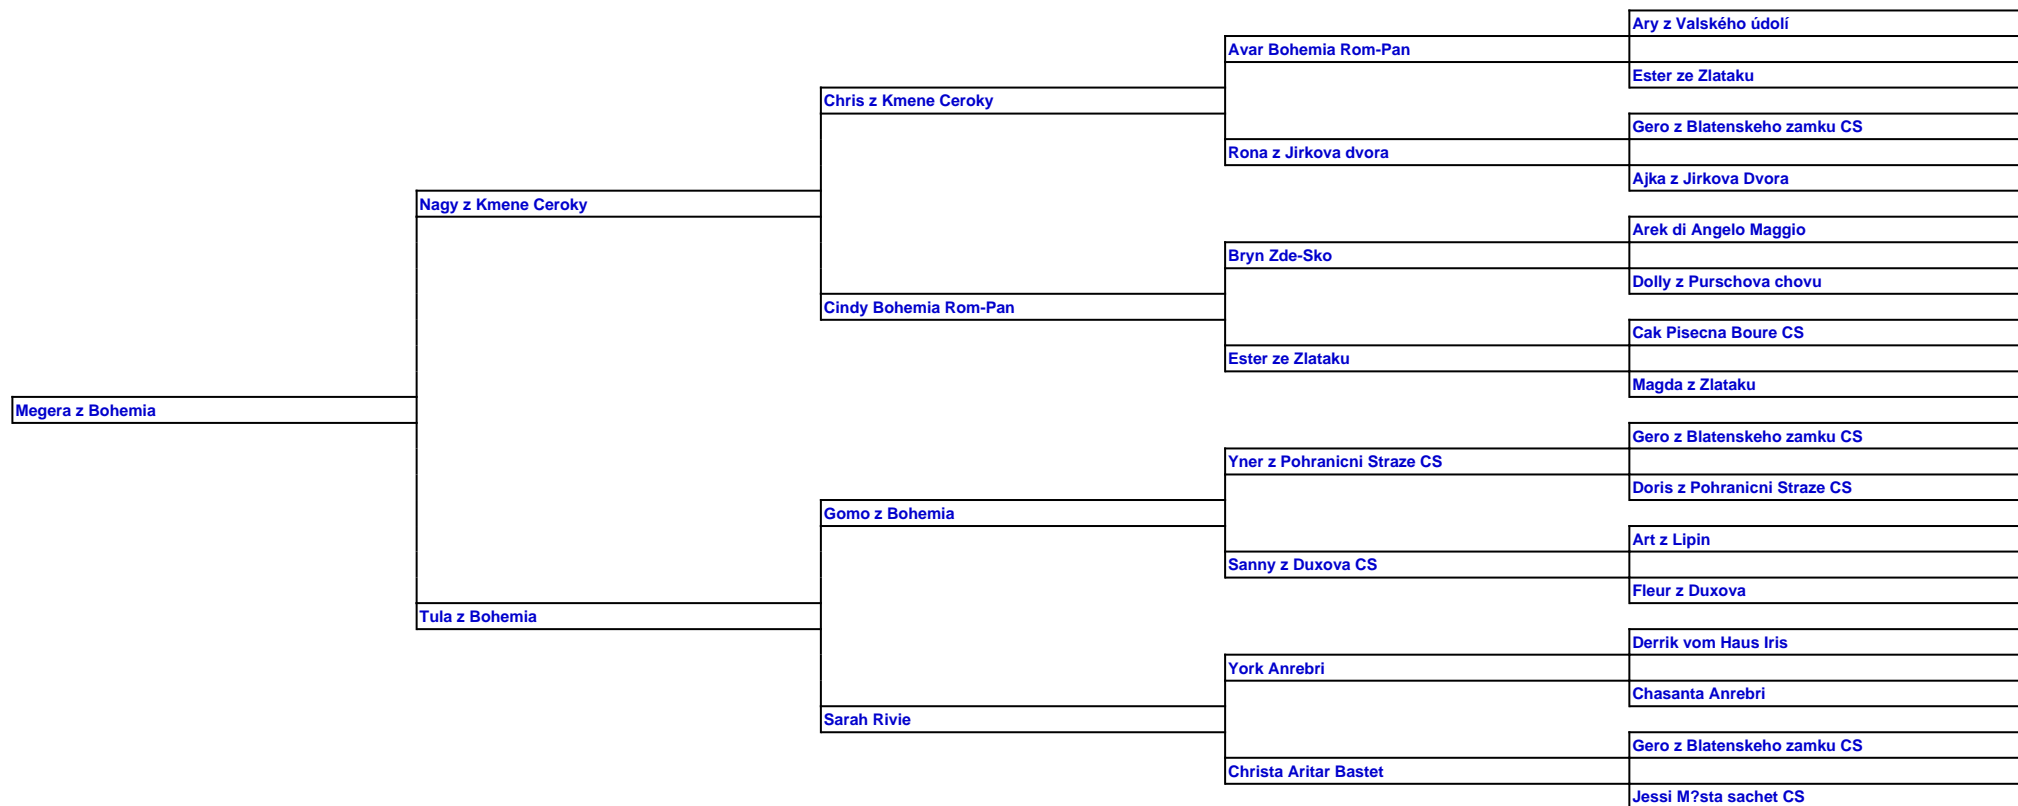 Ary z Valského údolí
Avar Bohemia Rom-Pan
Ester ze Zlataku
Chris z Kmene Ceroky
Gero z Blatenskeho zamku CS
Rona z Jirkova dvora
Ajka z Jirkova Dvora
Nagy z Kmene Ceroky
Arek di Angelo Maggio
Bryn Zde-Sko
Dolly z Purschova chovu
Cindy Bohemia Rom-Pan
Cak Pisecna Boure CS
Ester ze Zlataku
Magda z Zlataku
Megera z Bohemia
Gero z Blatenskeho zamku CS
Yner z Pohranicni Straze CS
Doris z Pohranicni Straze CS
Gomo z Bohemia
Art z Lipin
Sanny z Duxova CS
Fleur z Duxova
Tula z Bohemia
Derrik vom Haus Iris
York Anrebri
Chasanta Anrebri
Sarah Rivie
Gero z Blatenskeho zamku CS
Christa Aritar Bastet
Jessi M?sta sachet CS